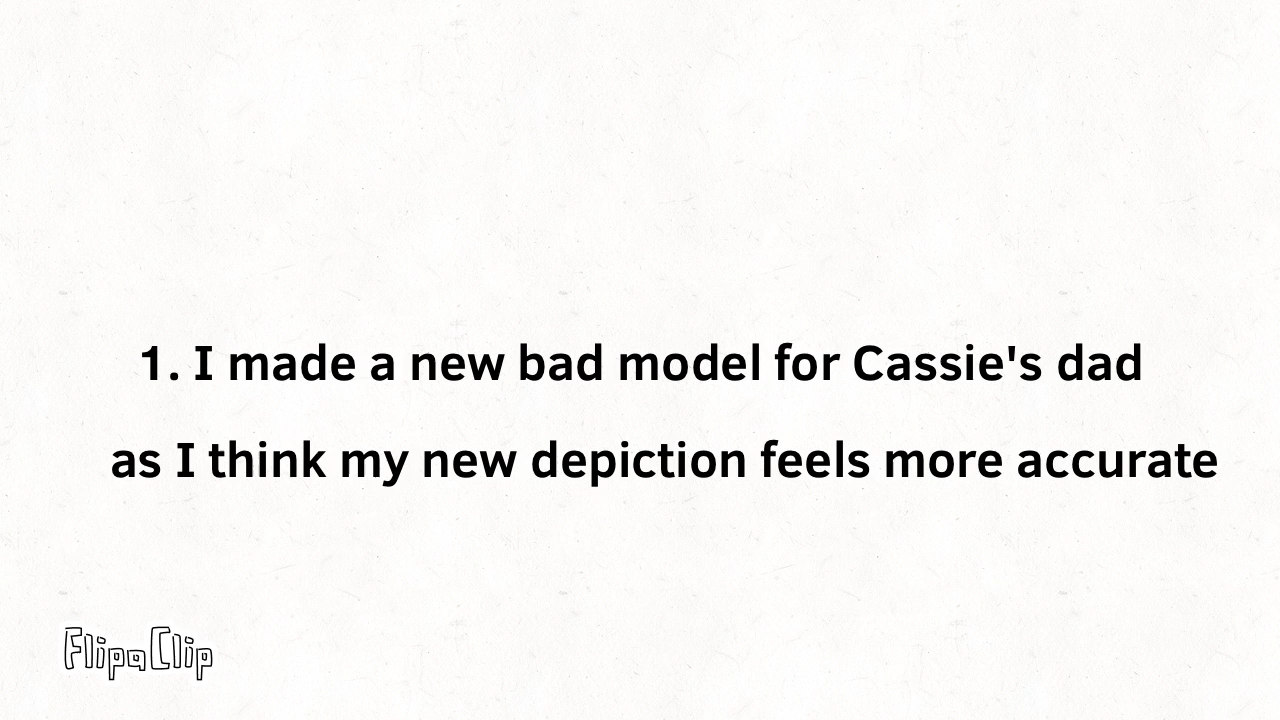 1. I made a new bad model for Cassie's dad
as I think my new depiction feels more accurate
FlipaClip